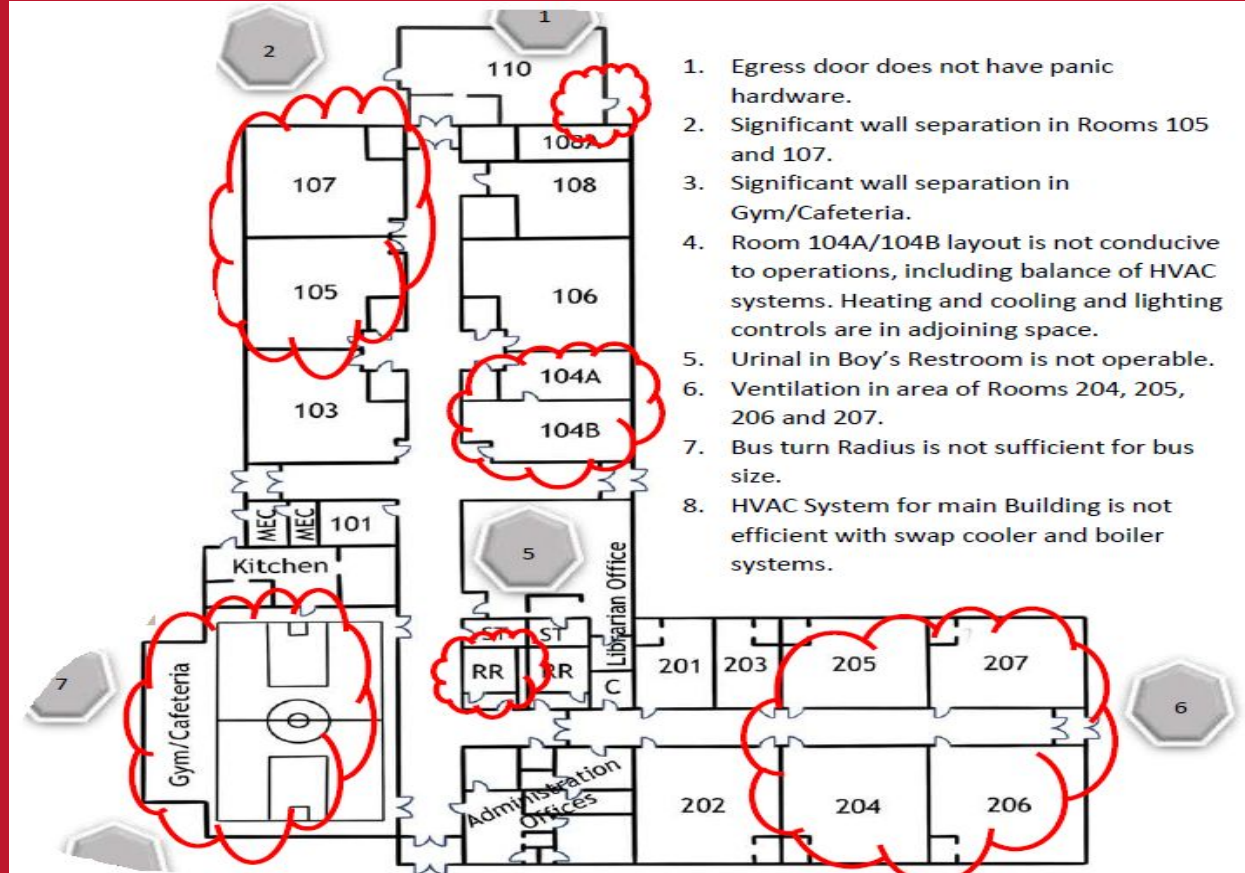 1
2
110
108A
107
108
105
106
104A
103
104B
MEC
MEC
101
5
Kitchen
Librarian Office
ST
ST
RR
RR
C
201
203
205
207
7
6
Gym/Cafeteria
Administration
Offices
202
204
206
1. Egress door does not have panic
hardware.
2. Significant wall separation in Rooms 105
and 107.
3. Significant wall separation in
Gym/Cafeteria.
4. Room 104A/104B layout is not conducive
to operations, including balance of HVAC
systems. Heating and cooling and lighting
controls are in adjoining space.
5. Urinal in Boy's Restroom is not operable.
6. Ventilation in area of Rooms 204, 205,
206 and 207.
7. Bus turn Radius is not sufficient for bus
size.
8. HVAC System for main Building is not
efficient with swap cooler and boiler
systems.